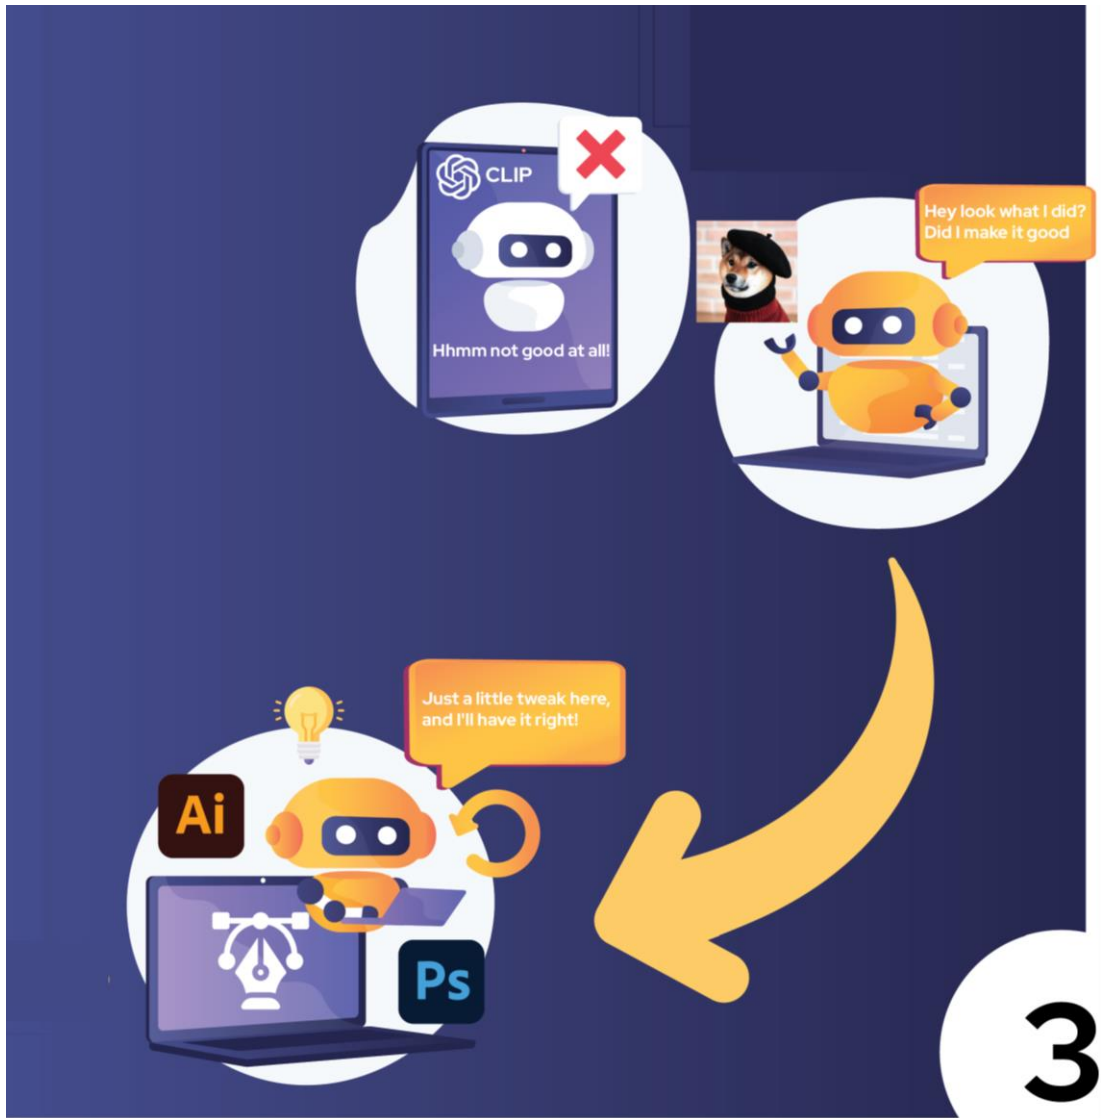 CLIP
Hhmm not good at all!
Hey look what I did?
Did I make it good
Just a little tweak here,
and I'll have it right!
Ai
Ps
3